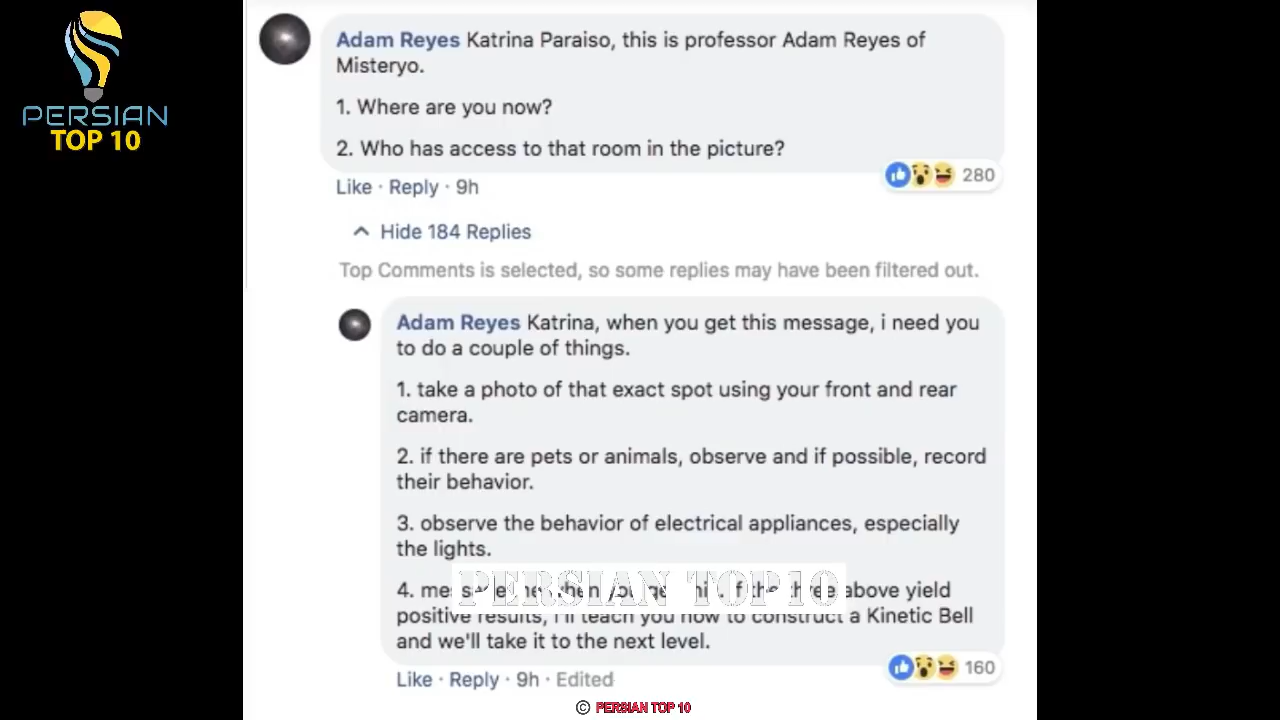 PERSIAN
TOP 10
Adam Reyes Katrina Paraiso, this is professor Adam Reyes of
Misteryo.
1. Where are you now?
2. Who has access to that room in the picture?
280
Like · Reply · 9h
Hide 184 Replies
Top Comments is selected, so some replies may have been filtered out.
Adam Reyes Katrina, when you get this message, i need you
to do a couple of things.
1. take a photo of that exact spot using your front and rear
camera.
2. if there are pets or animals, observe and if possible, record
their behavior.
3. observe the behavior of electrical appliances, especially
the lights.
4. above yield
PERSIAN TOP10
positive results, I'll teach you how to construct a Kinetic Bell
and we'll take it to the next level.
160
Like · Reply · 9h · Edited
© PERSIAN TOP 10